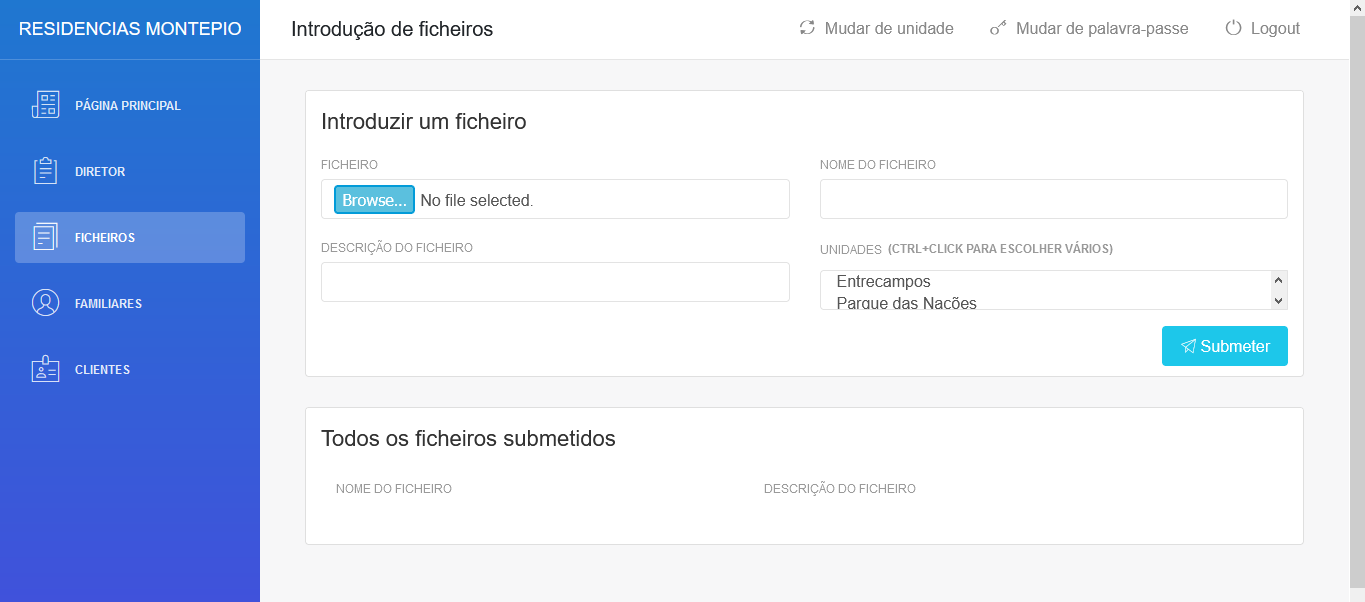 RESIDENCIAS MONTEPIO
Introdução de ficheiros
Mudar de unidade
Mudar de palavra-passe
Logout
PÁGINA PRINCIPAL
DIRETOR
FICHEIROS
FAMILIARES
CLIENTES
Introduzir um ficheiro
FICHEIRO
Browse... No file selected.
NOME DO FICHEIRO
DESCRIÇÃO DO FICHEIRO
UNIDADES (CTRL+CLICK PARA ESCOLHER VÁRIOS)
Entrecampos
Parque das Nações
Submeter
Todos os ficheiros submetidos
NOME DO FICHEIRO
DESCRIÇÃO DO FICHEIRO